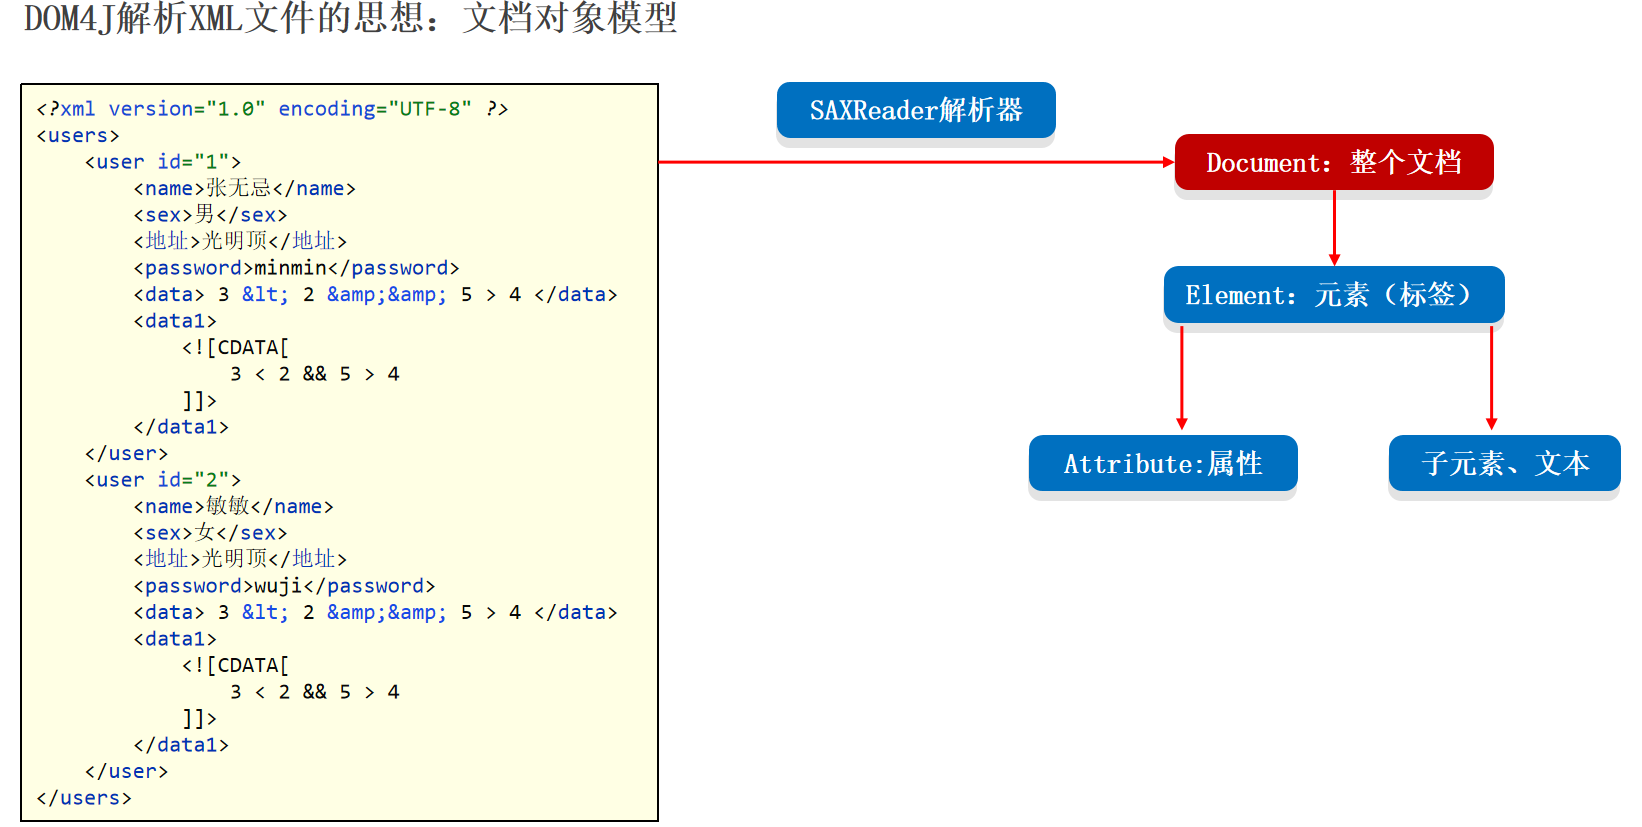 DOM4J解析XML文件的思想：文档对象模型
<?xml version="1.0" encoding="UTF-8" ?>
<users>
    <user id="1">
        <name>张无忌</name>
        <sex>男</sex>
        <地址>光明顶</地址>
        <password>minmin</password>
        <data> 3 &lt; 2 &amp;&amp; 5 > 4 </data>
        <data1>
            <![CDATA[
                3 < 2 && 5 > 4
            ]]>
        </data1>
    </user>
    <user id="2">
        <name>敏敏</name>
        <sex>女</sex>
        <地址>光明顶</地址>
        <password>wuji</password>
        <data> 3 &lt; 2 &amp;&amp; 5 > 4 </data>
        <data1>
            <![CDATA[
                3 < 2 && 5 > 4
            ]]>
        </data1>
    </user>
</users>
SAXReader解析器
Document：整个文档
Element：元素（标签）
Attribute:属性
子元素、文本